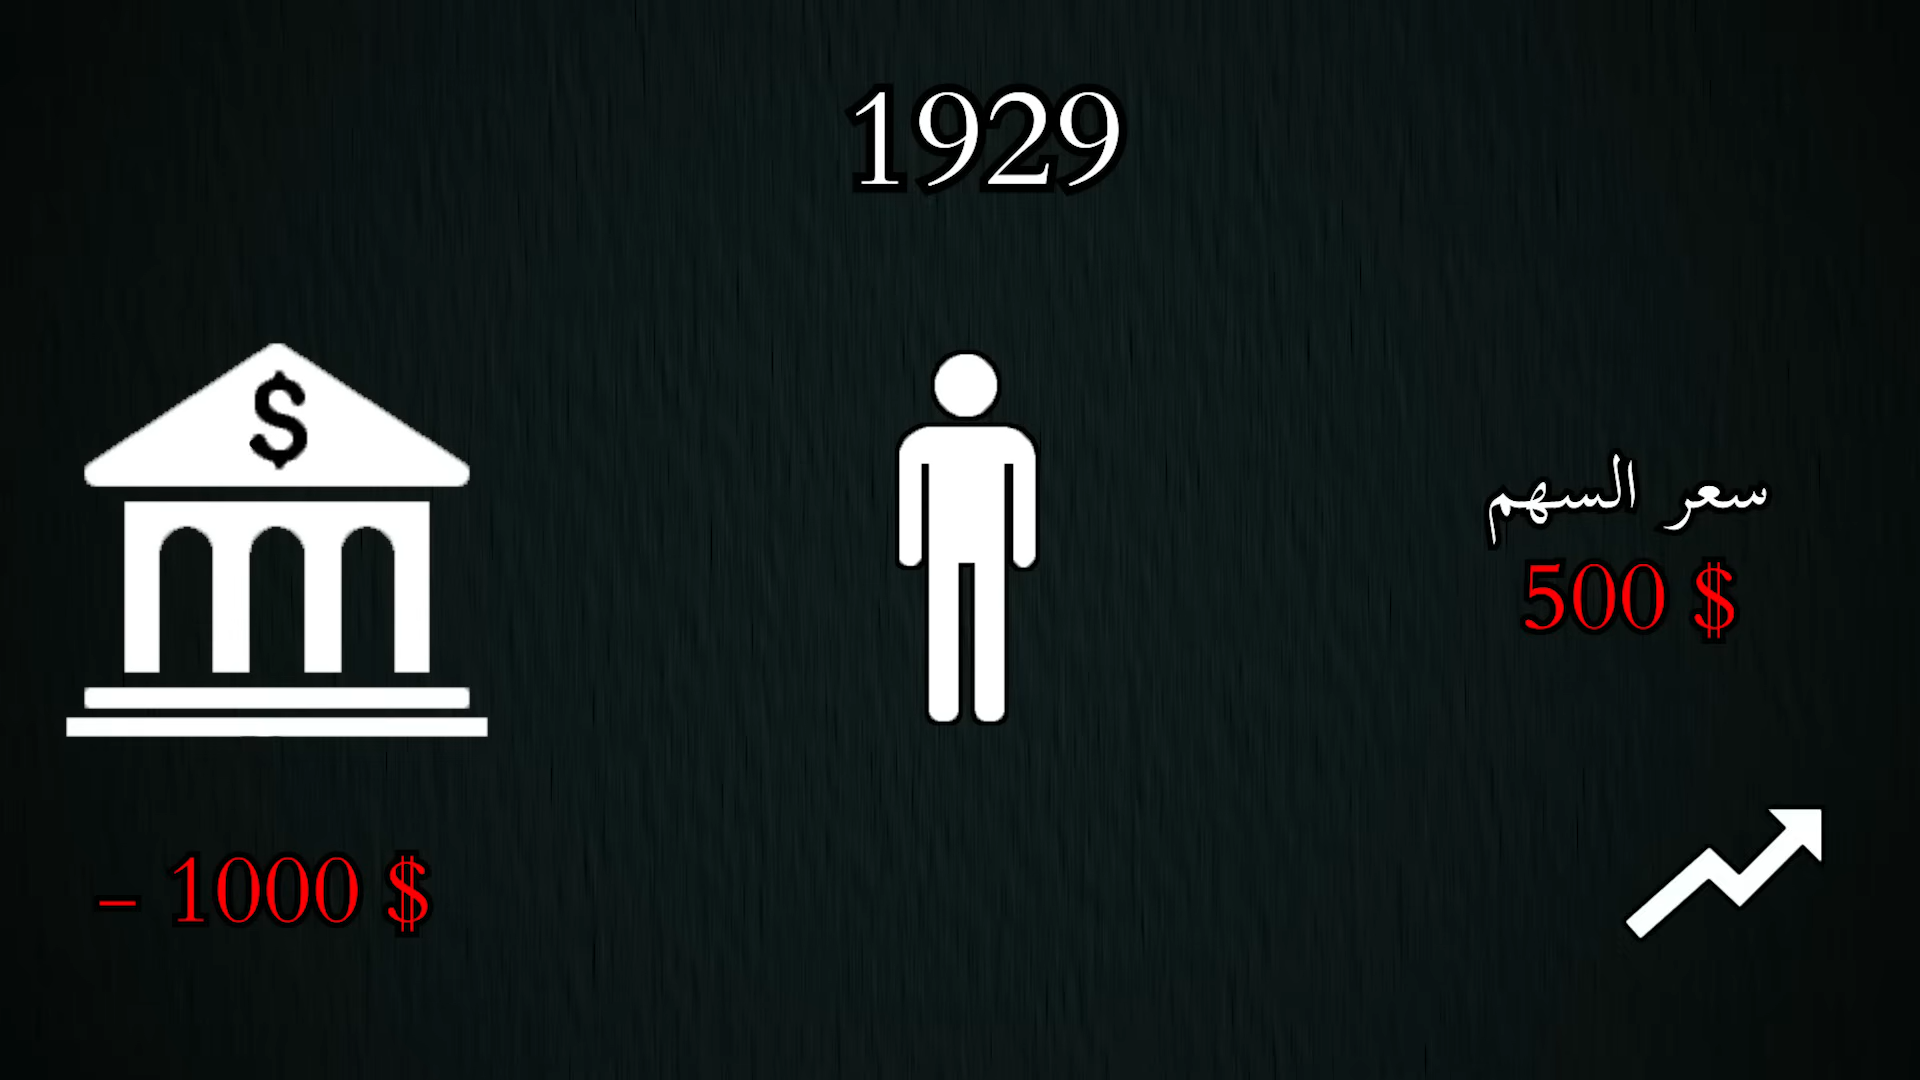 1929
$
سعر السهم
500 $
– 1000 $